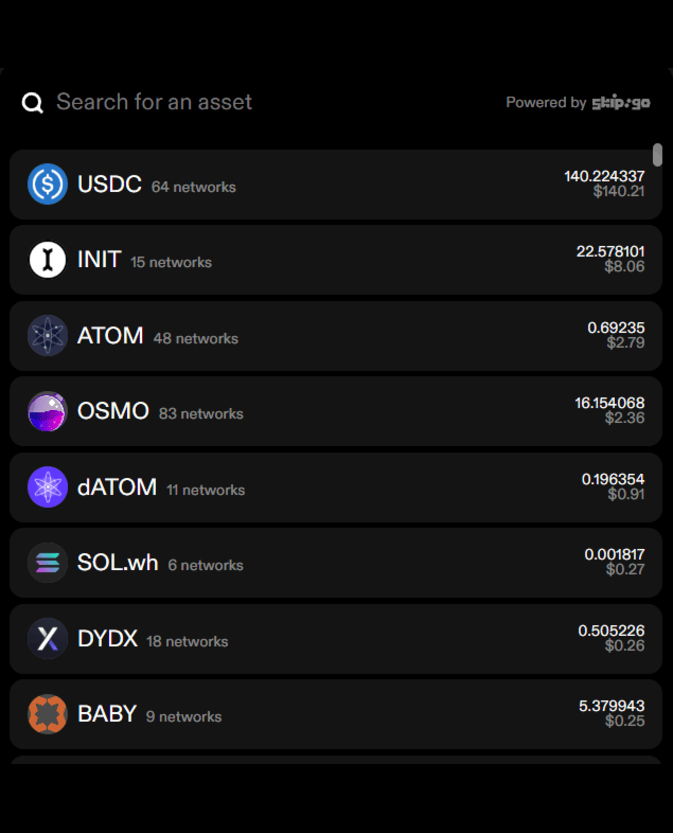 Search for an asset
Powered by skip:go
USDC 64 networks
140.224337
$140.21
INIT 15 networks
22.578101
$8.06
ATOM 48 networks
0.69235
$2.79
OSMO 83 networks
16.154068
$2.36
dATOM 11 networks
0.196354
$0.91
SOL.wh 6 networks
0.001817
$0.27
DYDX 18 networks
0.505226
$0.26
BABY 9 networks
5.379943
$0.25